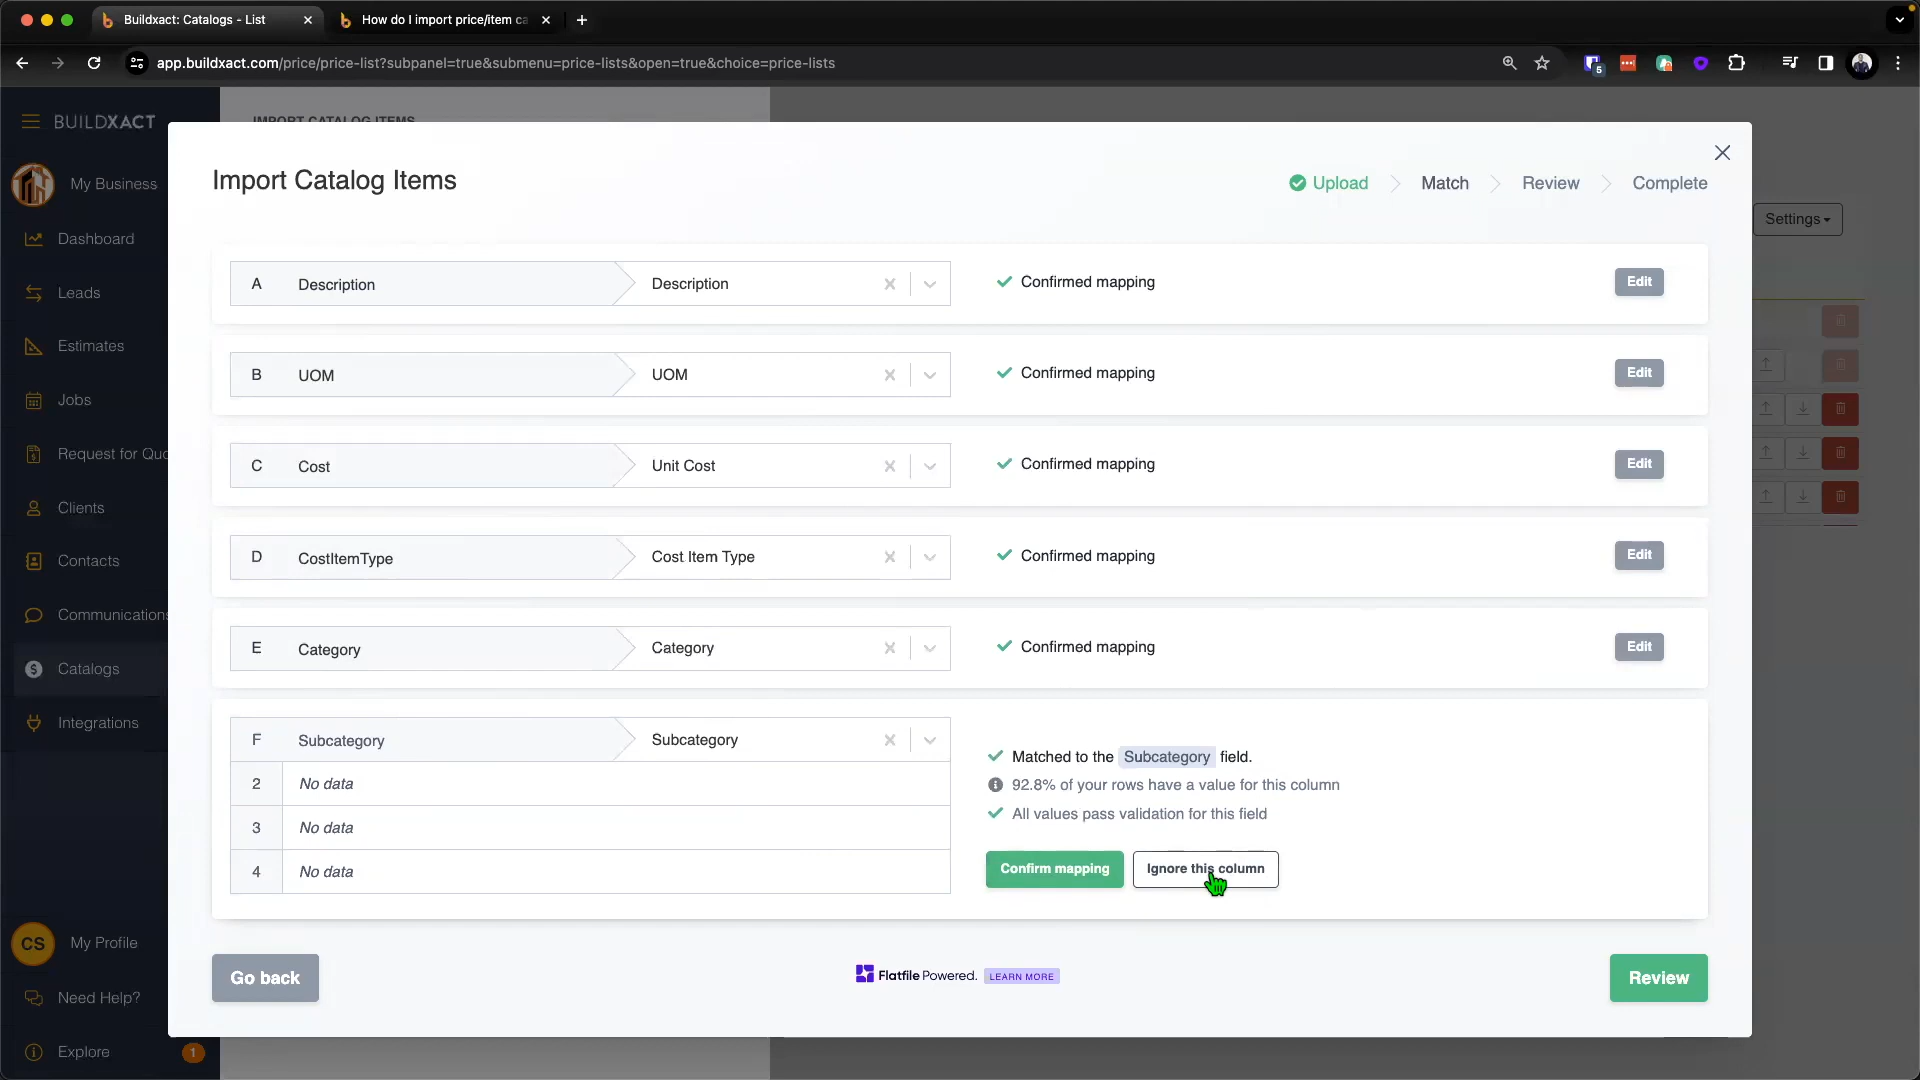 Buildxact: Catalogs - List
How do I import price/item ca
app.buildxact.com/price/price-list?subpanel=true&submenu=price-lists&open=true&choice=price-lists
5
BUILDXACT
IMPORT CATALOG ITEMS
My Business
Dashboard
Leads
Estimates
Jobs
Request for Quo
Clients
Contacts
Communications
Catalogs
Integrations
CS
My Profile
Need Help?
Explore
1
Settings
Import Catalog Items
Upload
Match
Review
Complete
A Description Description Confirmed mapping Edit
B UOM UOM Confirmed mapping Edit
C Cost Unit Cost Confirmed mapping Edit
D CostItemType Cost Item Type Confirmed mapping Edit
E Category Category Confirmed mapping Edit
F Subcategory Subcategory
2 No data
3 No data
4 No data
Matched to the Subcategory field.
92.8% of your rows have a value for this column
All values pass validation for this field
Confirm mapping
Ignore this column
Go back
Flatfile Powered. LEARN MORE
Review